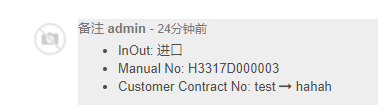 备注 admin - 24分钟前
InOut: 进口
Manual No: H3317D000003
Customer Contract No: test → hahah